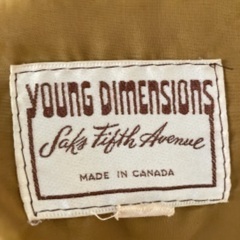 YOUNG DIMENSIONS
Saks Fifth Avenue
MADE IN CANADA